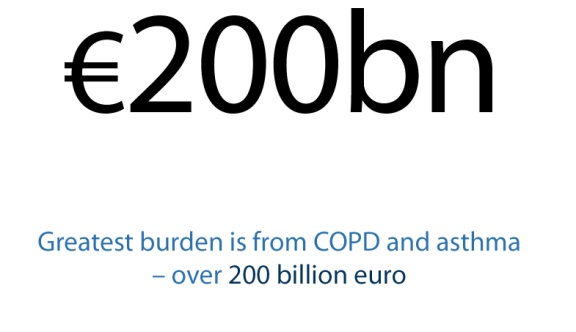 €200bn
Greatest burden is from COPD and asthma
– over 200 billion euro